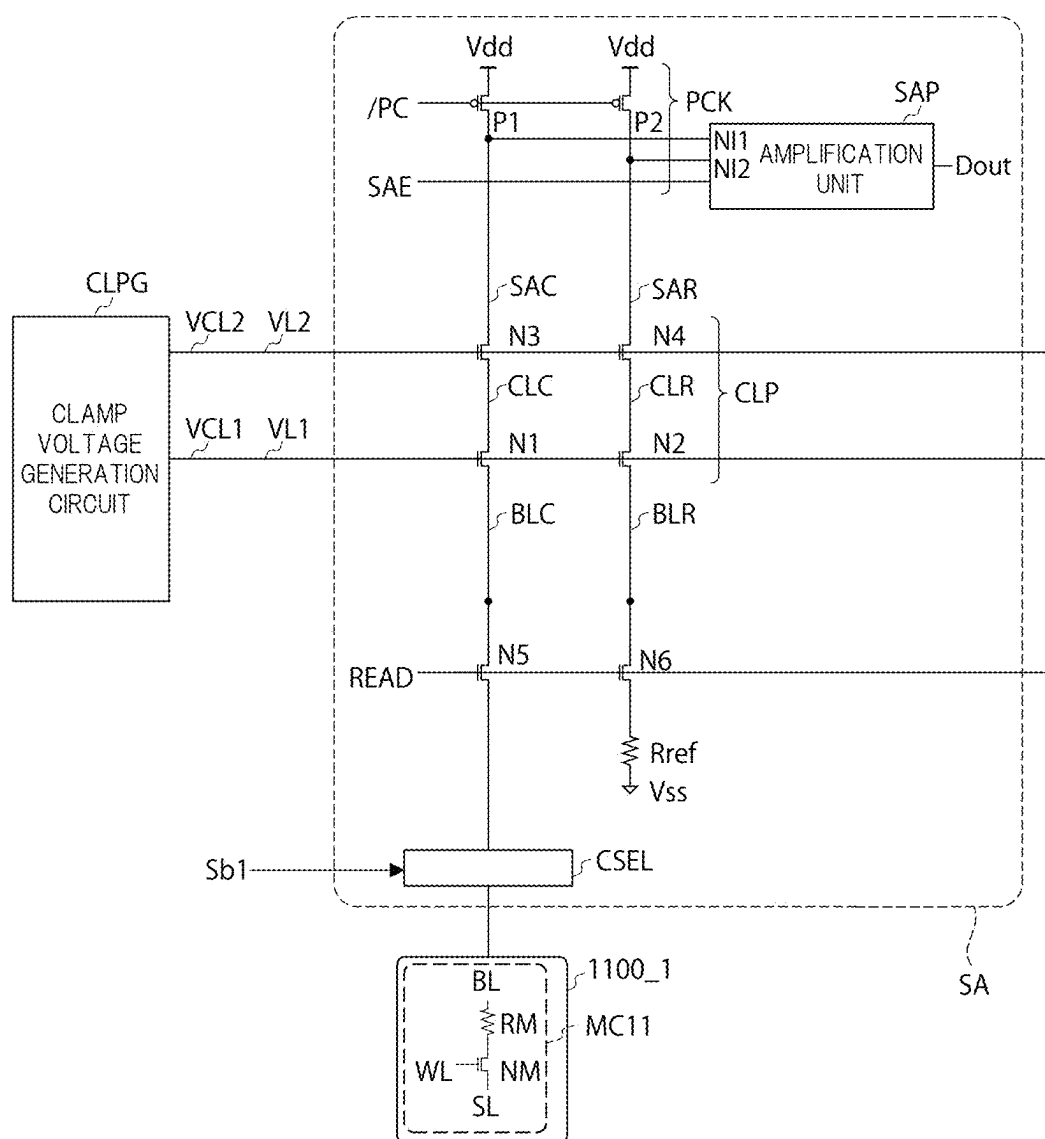 Vdd
Vdd
/PC
P1
P2
PCK
SAP
NI1
NI2
AMPLIFICATION
UNIT
Dout
SAE
CLPG
SAC
SAR
VCL2
VL2
N3
N4
CLAMP
VOLTAGE
GENERATION
CIRCUIT
CLC
CLR
CLP
VCL1
VL1
N1
N2
BLC
BLR
READ
N5
N6
Rref
Vss
Sb1
CSEL
SA
1100_1
BL
RM
MC11
WL
NM
SL